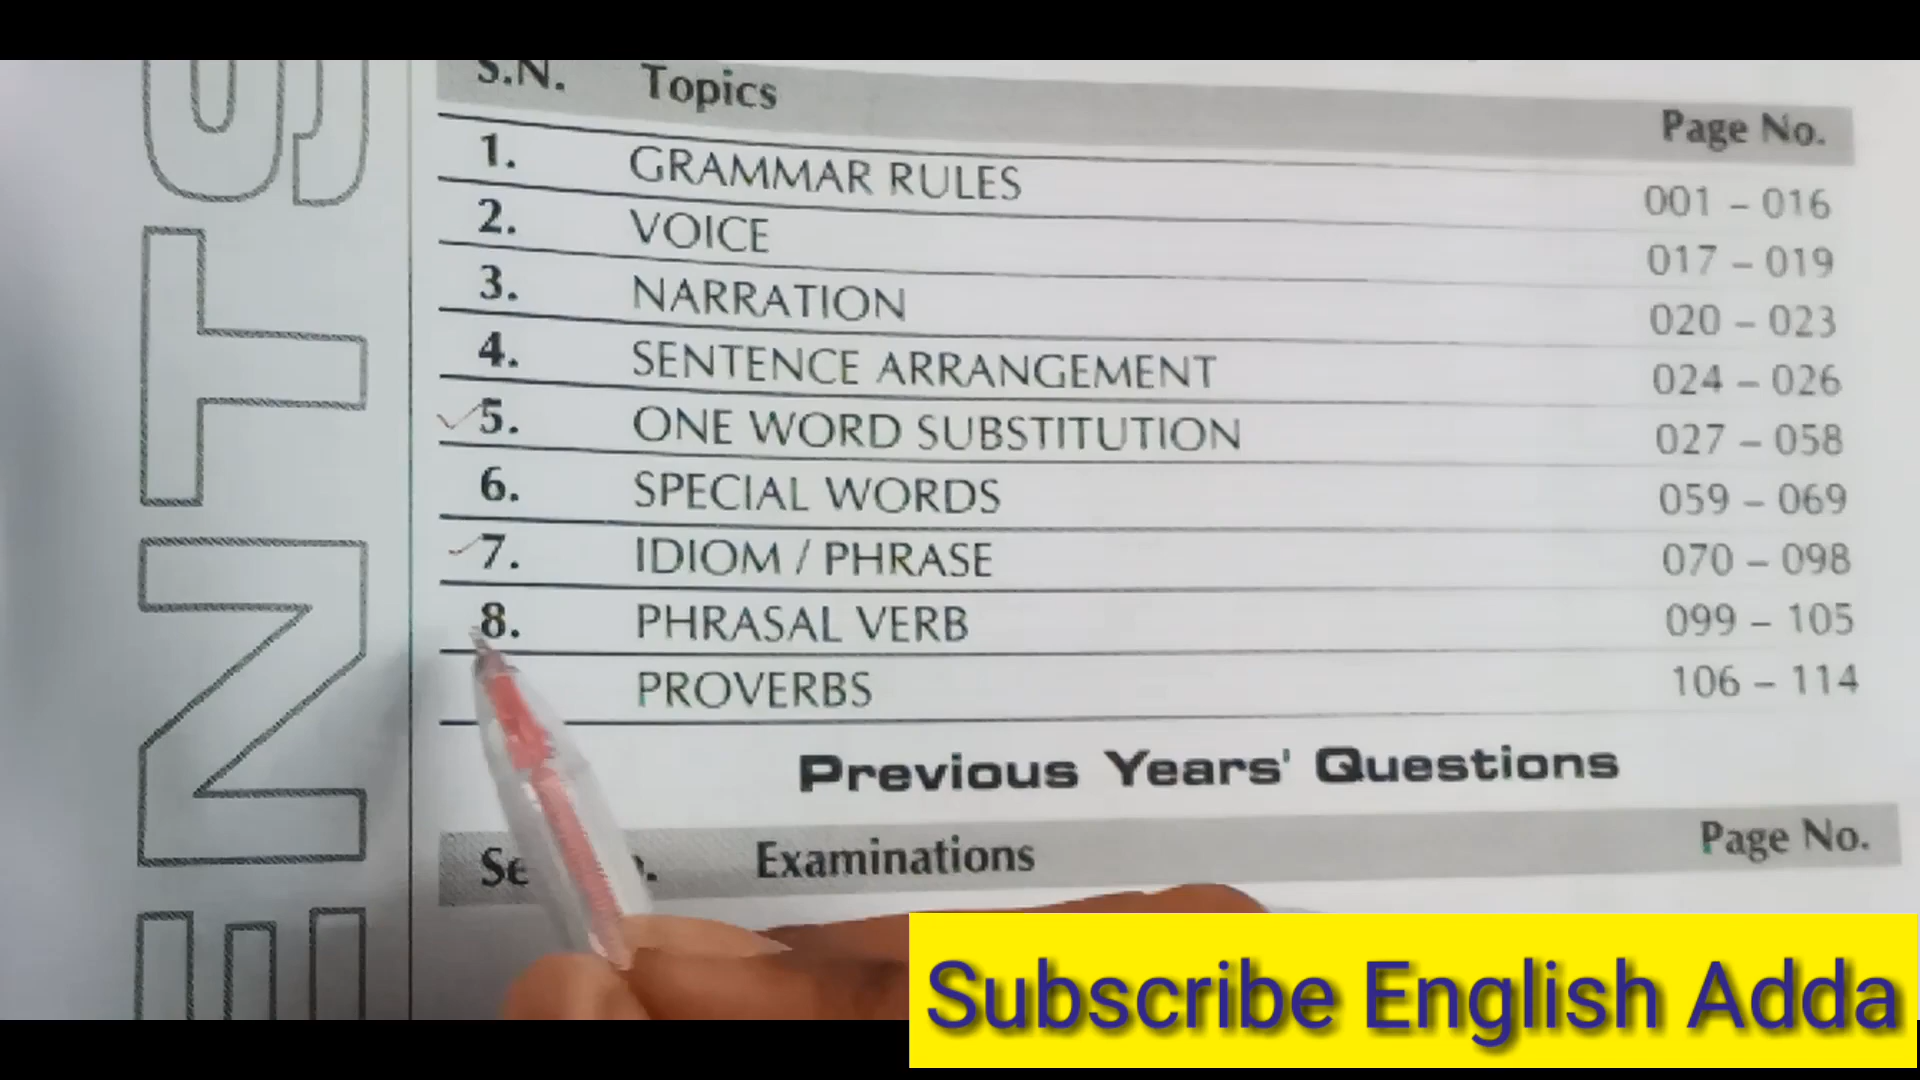 S.N. Topics Page No.
1. GRAMMAR RULES 001 – 016
2. VOICE 017 – 019
3. NARRATION 020 – 023
4. SENTENCE ARRANGEMENT 024 – 026
5. ONE WORD SUBSTITUTION 027 – 058
6. SPECIAL WORDS 059 – 069
7. IDIOM / PHRASE 070 – 098
8. PHRASAL VERB 099 – 105
PROVERBS 106 – 114
Previous Years' Questions
Examinations Page No.
ENTS
Subscribe English Adda